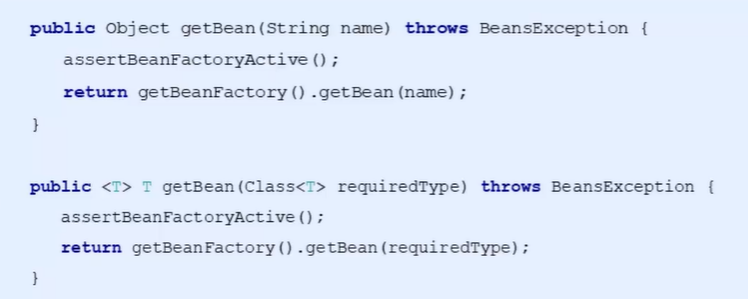 public Object getBean(String name) throws BeansException {
assertBeanFactoryActive();
return getBeanFactory().getBean(name);
}
public <T> T getBean(Class<T> requiredType) throws BeansException {
assertBeanFactoryActive();
return getBeanFactory().getBean(requiredType);
}